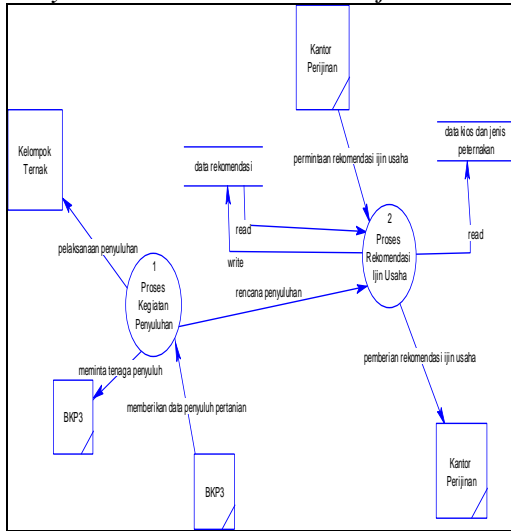 Kantor
Perijinan
data kios dan jenis
peternakan
Kelompok
Ternak
permintaan rekomendasi ijin usaha
data rekomendasi
read
2
Proses
Rekomendasi
Ijin Usaha
read
write
pelaksanaan penyuluhan
1
Proses
Kegiatan
Penyuluhan
rencana penyuluhan
pemberian rekomendasi ijin usaha
meminta tenaga penyuluh
BKP3
memberikan data penyuluh pertanian
BKP3
Kantor
Perijinan